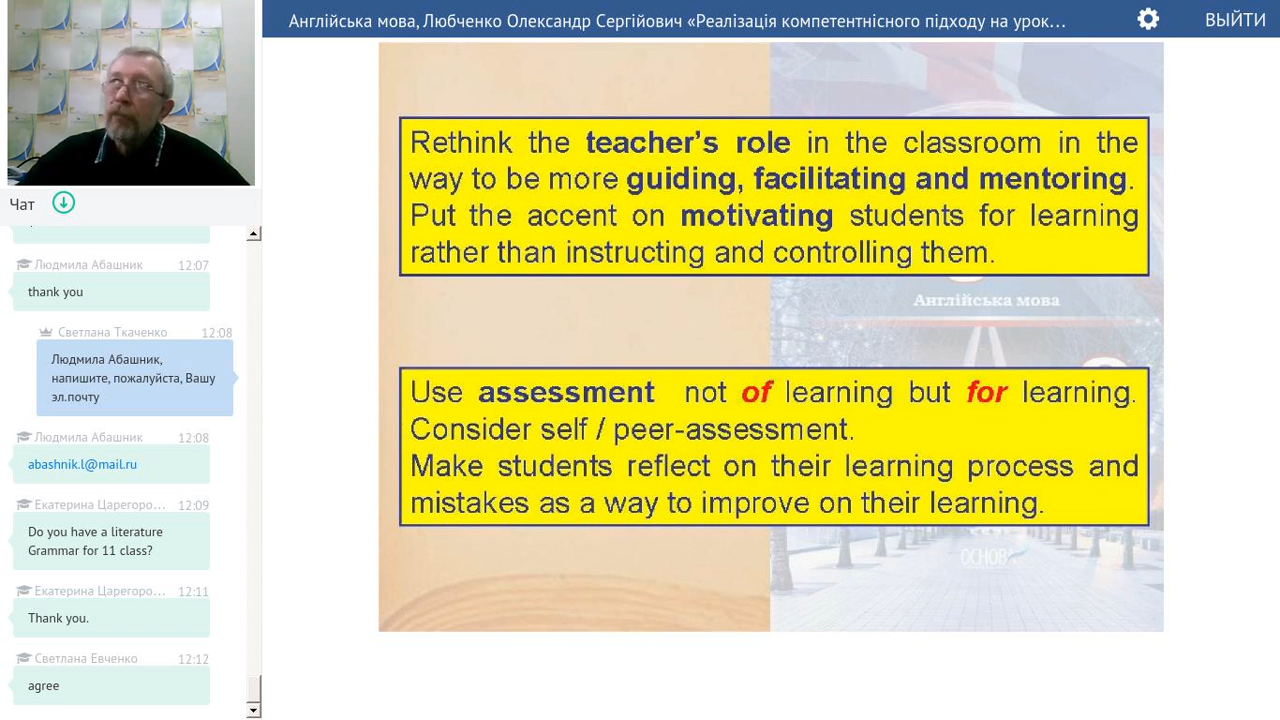 Англійська мова, Любченко Олександр Сергійович «Реалізація компетентнісного підходу на урок…
ВЫЙТИ
Чат
Людмила Абашник 12:07
thank you
Светлана Ткаченко 12:08
Людмила Абашник,
напишите, пожалуйста, Вашу
эл.почту
Людмила Абашник 12:08
abashnik.l@mail.ru
Екатерина Царегоро… 12:09
Do you have a literature
Grammar for 11 class?
Екатерина Царегоро… 12:11
Thank you.
Светлана Евченко 12:12
agree
Rethink the teacher's role in the classroom in the
way to be more guiding, facilitating and mentoring.
Put the accent on motivating students for learning
rather than instructing and controlling them.
Англійська мова
Use assessment not of learning but for learning.
Consider self / peer-assessment.
Make students reflect on their learning process and
mistakes as a way to improve on their learning.
ОСНОВА